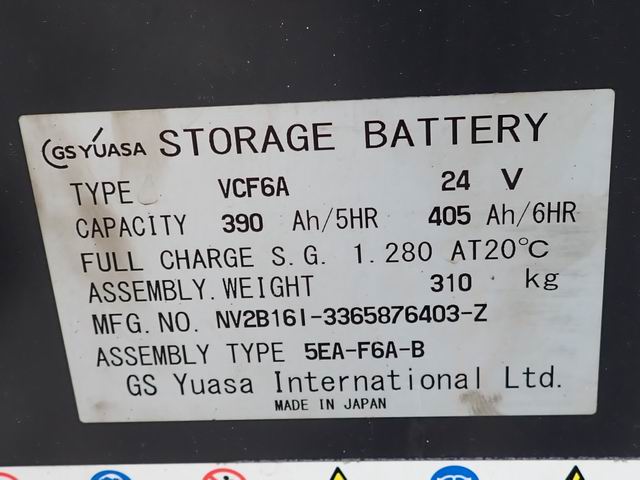 GS YUASA STORAGE BATTERY
TYPE VCF6A 24 V
CAPACITY 390 Ah/5HR 405 Ah/6HR
FULL CHARGE S.G. 1.280 AT20°C
ASSEMBLY.WEIGHT 310 kg
MFG.NO. NV2B16I-3365876403-Z
ASSEMBLY TYPE 5EA-F6A-B
GS Yuasa International Ltd.
MADE IN JAPAN